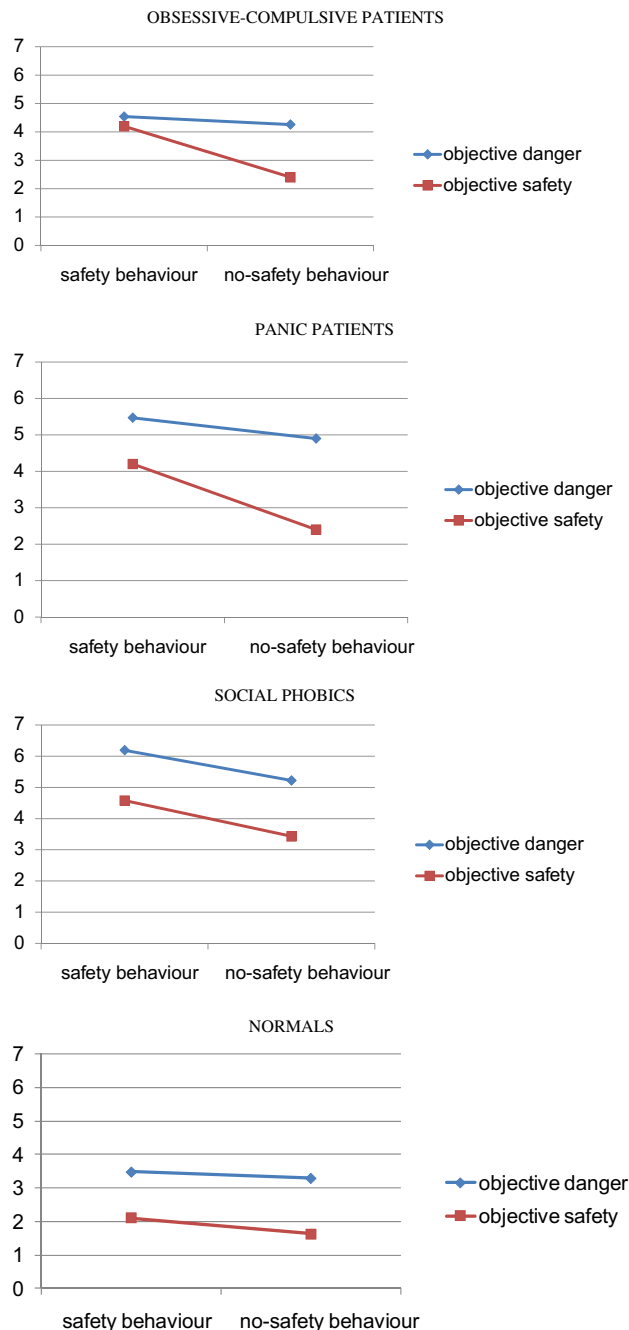 OBSESSIVE-COMPULSIVE PATIENTS
7
6
5
4
3
2
1
0
objective danger
objective safety
safety behaviour no-safety behaviour
PANIC PATIENTS
7
6
5
4
3
2
1
0
objective danger
objective safety
safety behaviour no-safety behaviour
SOCIAL PHOBICS
7
6
5
4
3
2
1
0
objective danger
objective safety
safety behaviour no-safety behaviour
NORMALS
7
6
5
4
3
2
1
0
objective danger
objective safety
safety behaviour no-safety behaviour